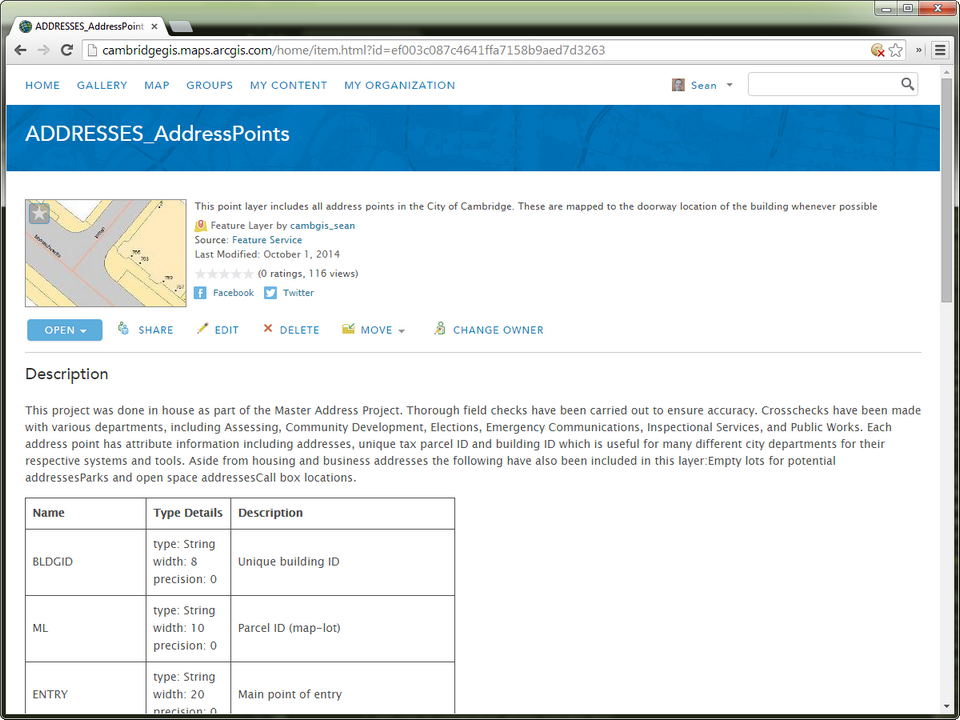 ADDRESSES_AddressPoint
cambridgegis.maps.arcgis.com/home/item.html?id=ef003c087c4641ffa7158b9aed7d3263
HOME GALLERY MAP GROUPS MY CONTENT MY ORGANIZATION Sean
ADDRESSES_AddressPoints
This point layer includes all address points in the City of Cambridge. These are mapped to the doorway location of the building whenever possible
Feature Layer by cambgis_sean
Source: Feature Service
Last Modified: October 1, 2014
(0 ratings, 116 views)
Facebook Twitter
OPEN SHARE EDIT DELETE MOVE CHANGE OWNER
Description
This project was done in house as part of the Master Address Project. Thorough field checks have been carried out to ensure accuracy. Crosschecks have been made
with various departments, including Assessing, Community Development, Elections, Emergency Communications, Inspectional Services, and Public Works. Each
address point has attribute information including addresses, unique tax parcel ID and building ID which is useful for many different city departments for their
respective systems and tools. Aside from housing and business addresses the following have also been included in this layer:Empty lots for potential
addressesParks and open space addressesCall box locations.
Name Type Details Description
type: String
BLDGID width: 8 Unique building ID
precision: 0
type: String
ML width: 10 Parcel ID (map-lot)
precision: 0
type: String
ENTRY width: 20 Main point of entry
precision: 0